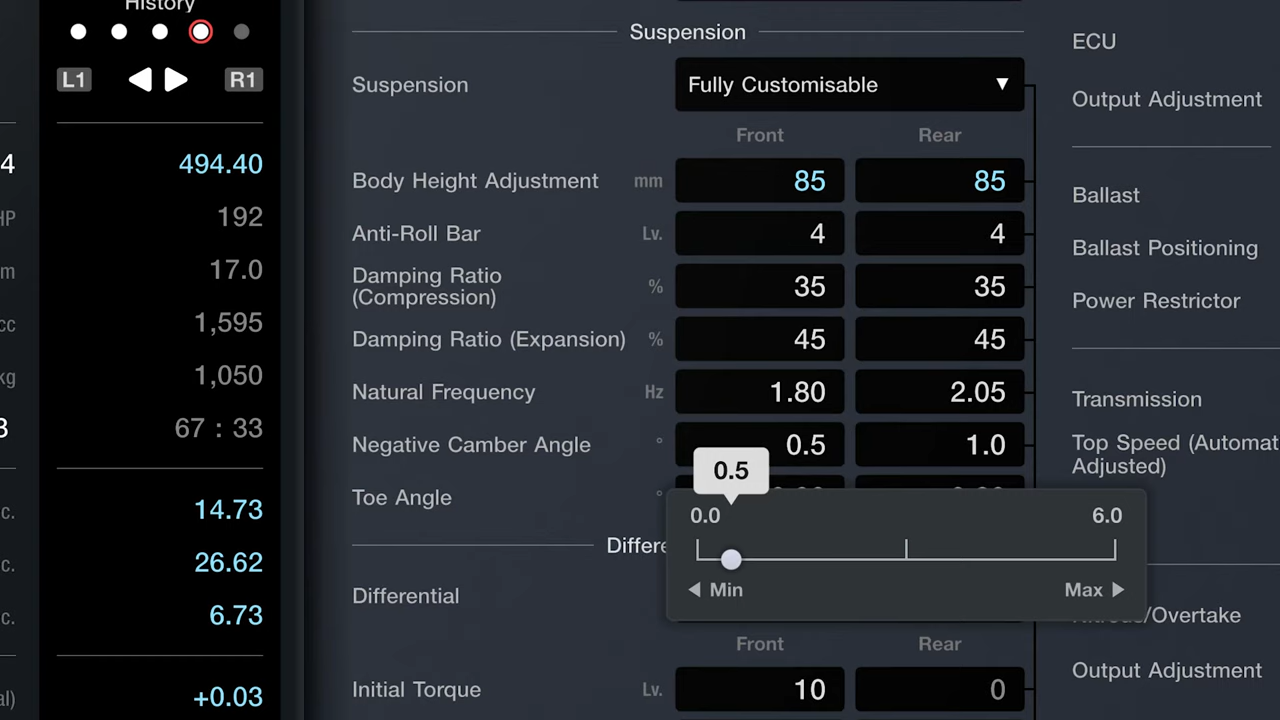 History
L1 R1
4 494.40
HP 192
m 17.0
cc 1,595
kg 1,050
3 67 : 33
c. 14.73
c. 26.62
c. 6.73
al) +0.03
Suspension
Suspension Fully Customisable ▼
Front Rear
Body Height Adjustment mm 85 85
Anti-Roll Bar Lv. 4 4
Damping Ratio
(Compression) % 35 35
Damping Ratio (Expansion) % 45 45
Natural Frequency Hz 1.80 2.05
Negative Camber Angle ° 0.5 1.0
Toe Angle °
0.5
0.0 6.0
◀ Min Max ▶
Differe
Differential
Front Rear
Initial Torque Lv. 10 0
ECU
Output Adjustment
Ballast
Ballast Positioning
Power Restrictor
Transmission
Top Speed (Automat
Adjusted)
/Overtake
Output Adjustment